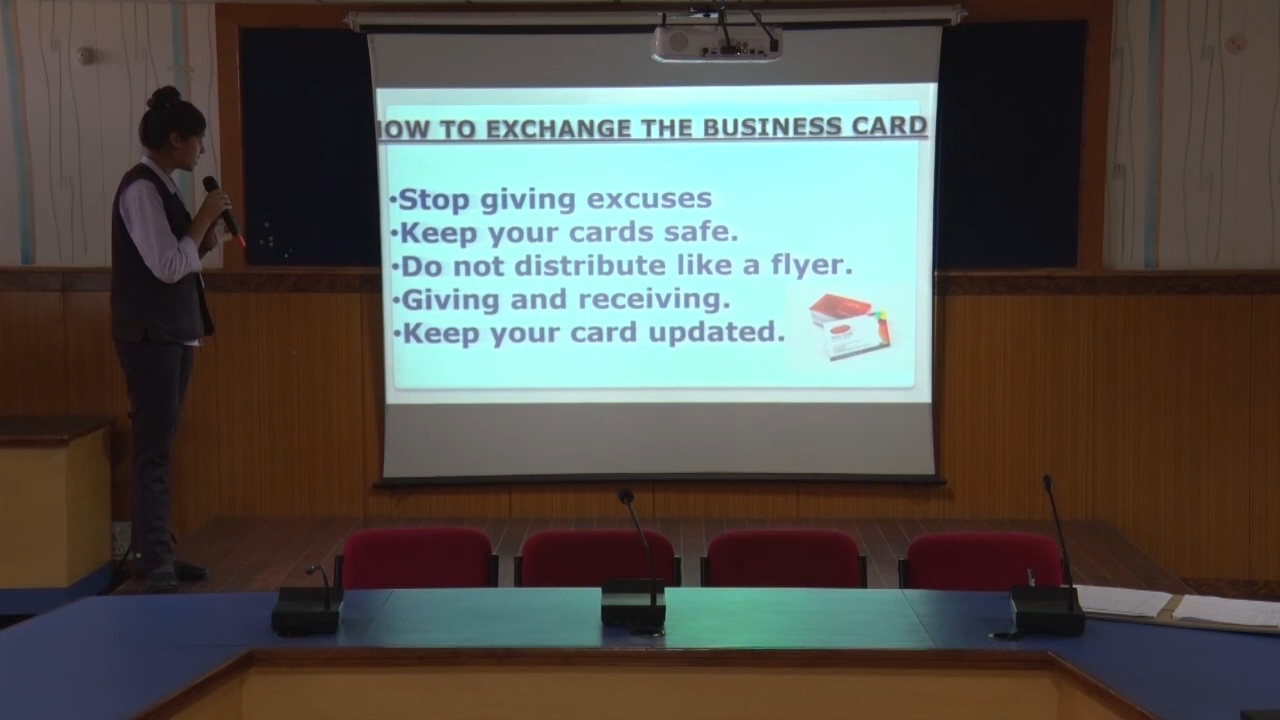 HOW TO EXCHANGE THE BUSINESS CARD
•Stop giving excuses
•Keep your cards safe.
•Do not distribute like a flyer.
•Giving and receiving.
•Keep your card updated.